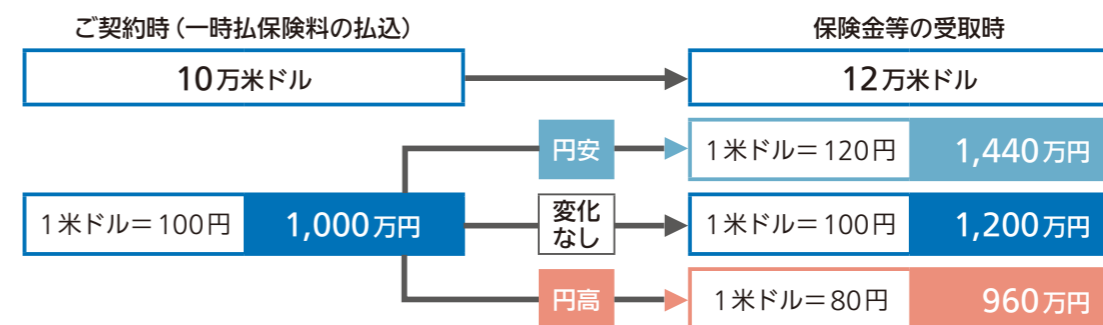 ご契約時（一時払保険料の払込）
保険金等の受取時
10万米ドル
12万米ドル
円安
1米ドル＝120円
1,440万円
1米ドル＝100円
1,000万円
変化
なし
1米ドル＝100円
1,200万円
円高
1米ドル＝80円
960万円